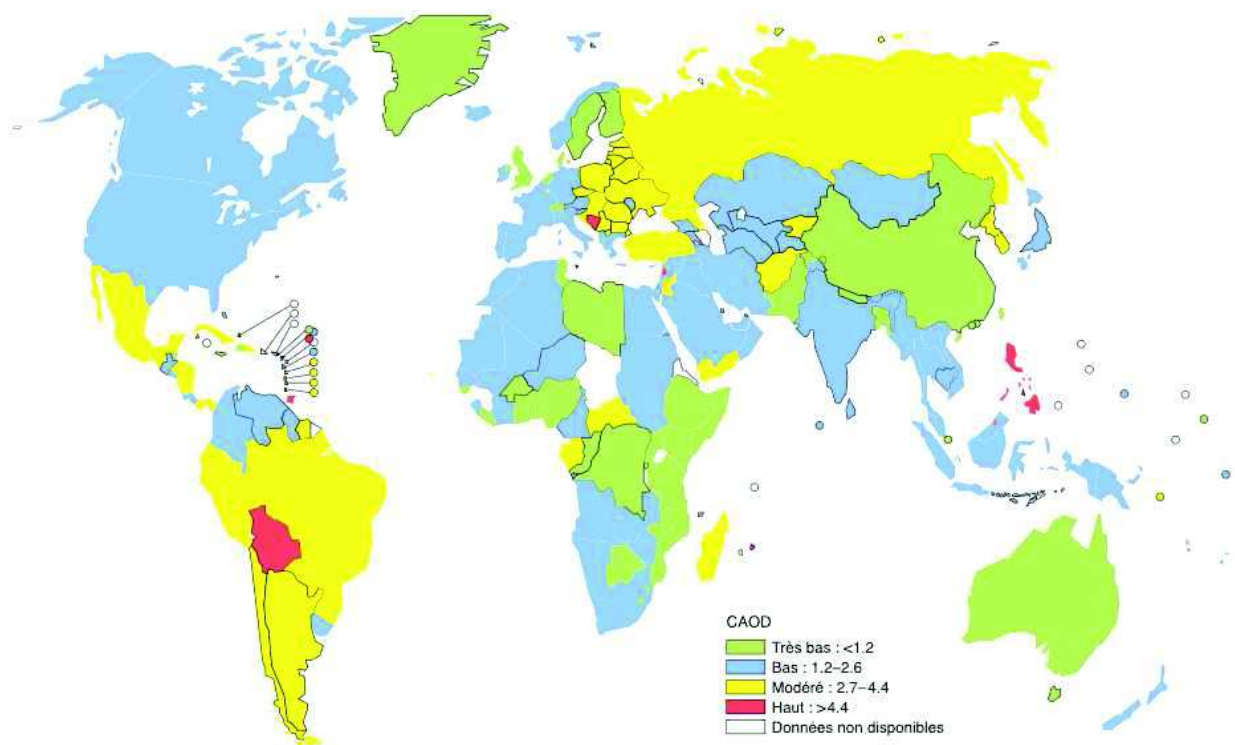 CAOD
Très bas : <1.2
Bas : 1.2–2.6
Modéré : 2.7–4.4
Haut : >4.4
Données non disponibles